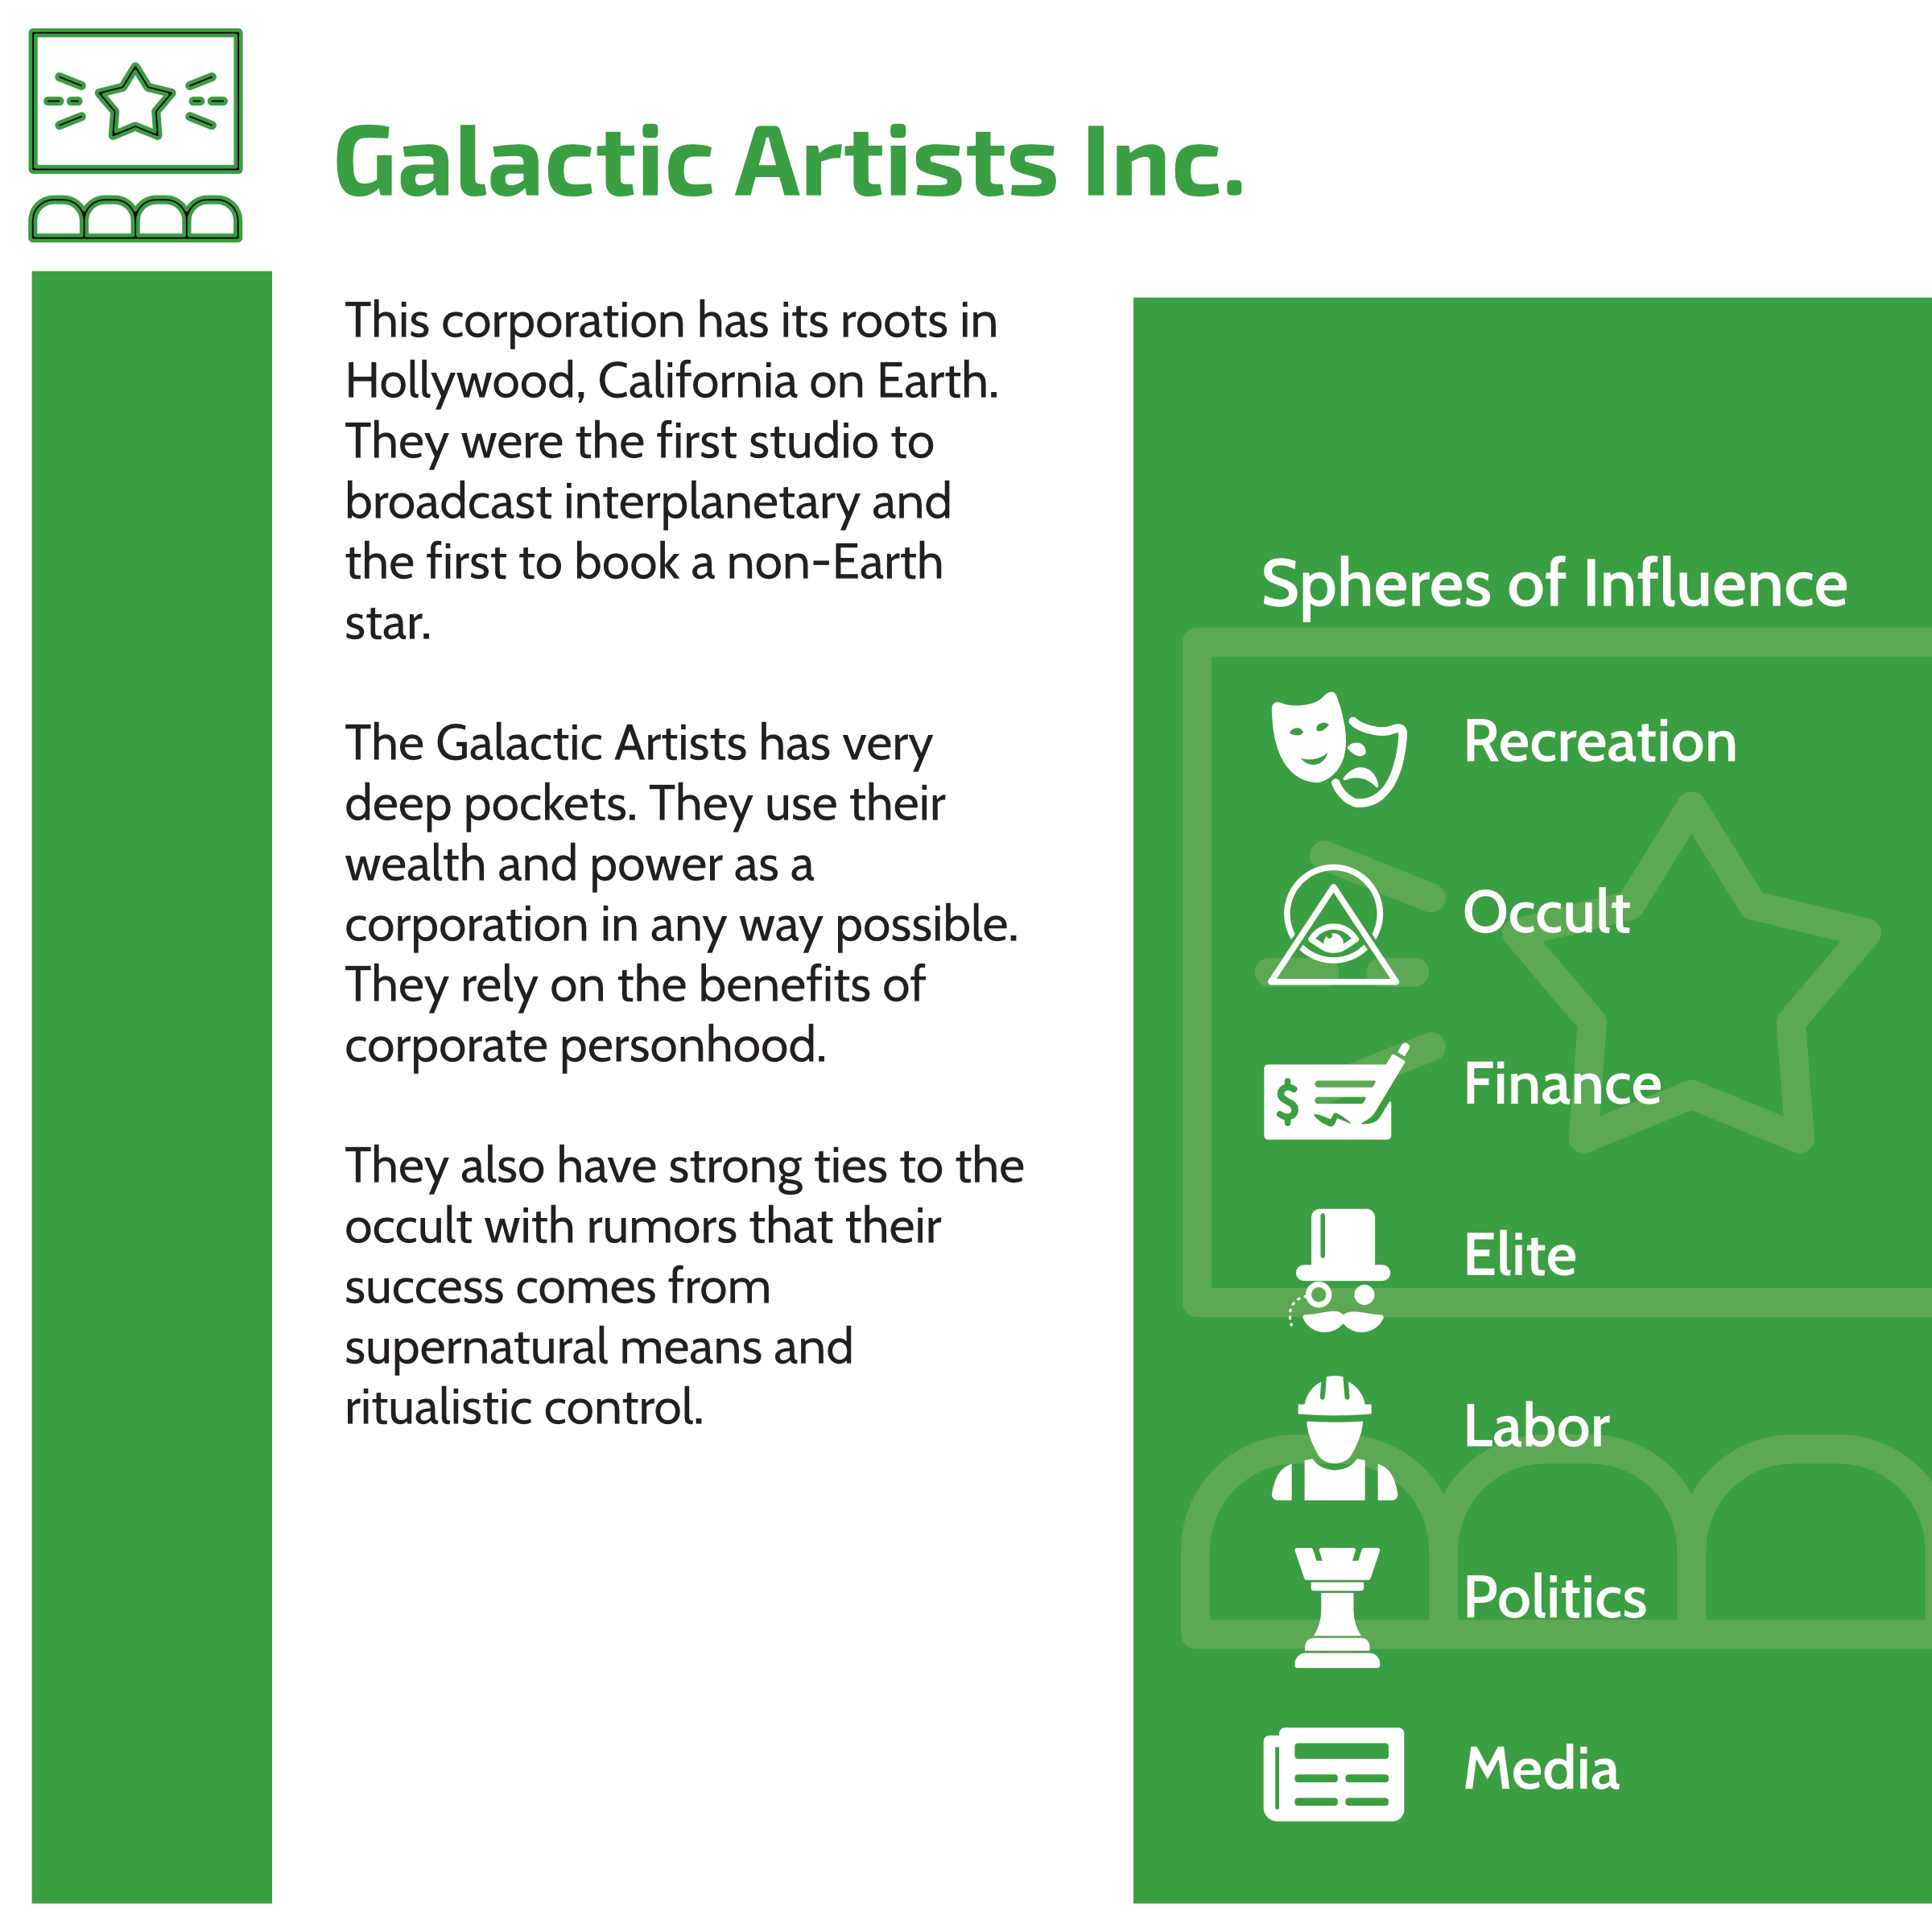 Galactic Artists Inc.
This corporation has its roots in
Hollywood, California on Earth.
They were the first studio to
broadcast interplanetary and
the first to book a non-Earth
star.
The Galactic Artists has very
deep pockets. They use their
wealth and power as a
corporation in any way possible.
They rely on the benefits of
corporate personhood.
They also have strong ties to the
occult with rumors that their
success comes from
supernatural means and
ritualistic control.
Spheres of Influence
Recreation
Occult
$
Finance
Elite
Labor
Politics
Media